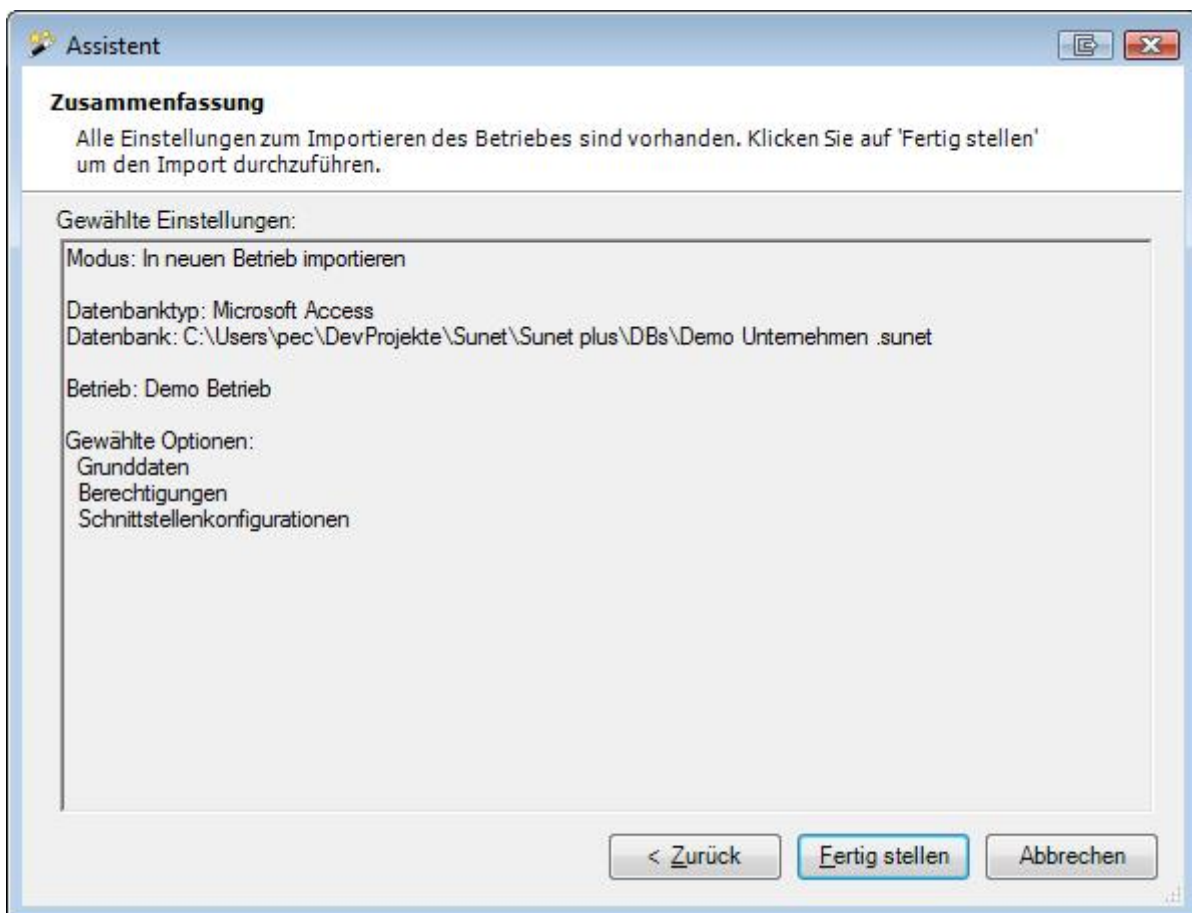 Assistent
Zusammenfassung
Alle Einstellungen zum Importieren des Betriebes sind vorhanden. Klicken Sie auf 'Fertig stellen'
um den Import durchzuführen.
Gewählte Einstellungen:
Modus: In neuen Betrieb importieren
Datenbanktyp: Microsoft Access
Datenbank: C:\Users\pec\DevProjekte\Sunet\Sunet plus\DBs\Demo Unternehmen .sunet
Betrieb: Demo Betrieb
Gewählte Optionen:
Grunddaten
Berechtigungen
Schnittstellenkonfigurationen
< Zurück Fertig stellen Abbrechen